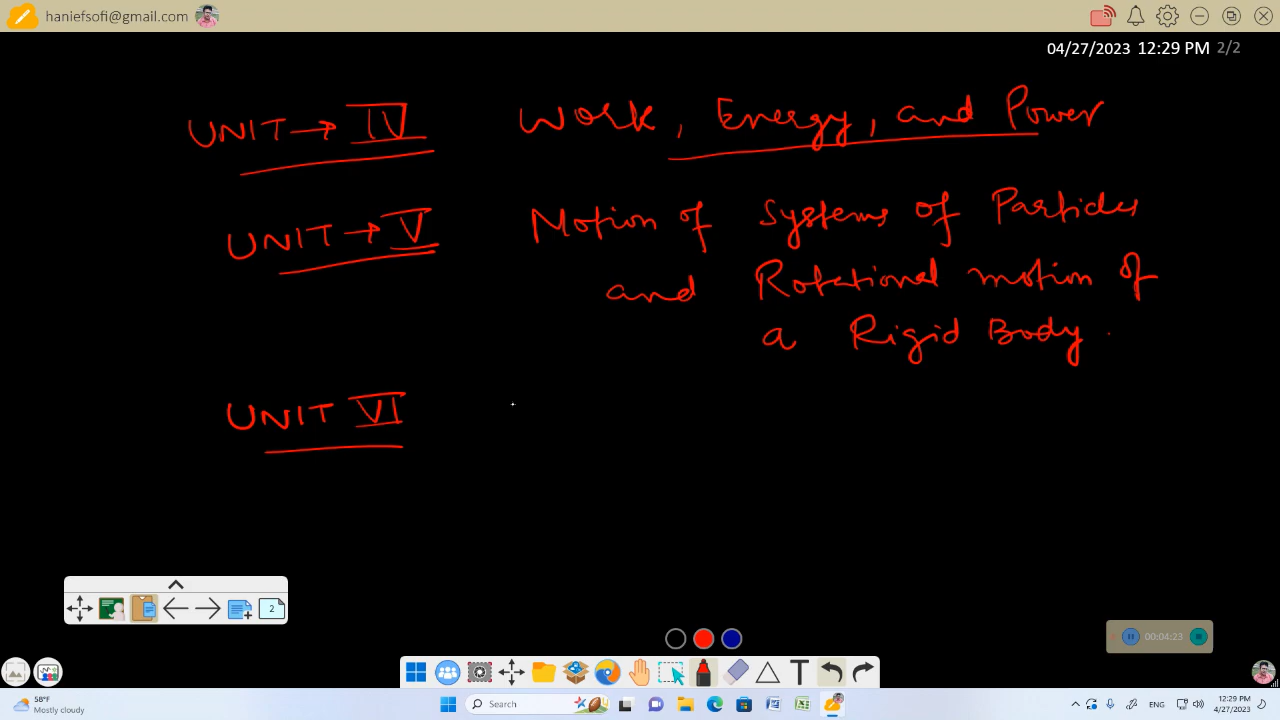 haniefsofi@gmail.com
04/27/2023 12:29 PM 2/2
UNIT → IV Work, Energy, and Power
UNIT → V Motion of Systems of Particles
and Rotational motion of
a Rigid Body.
UNIT VI
2
00:04:23
T
58°F
Mostly cloudy
Search
ENG
12:29 PM
4/27/2023